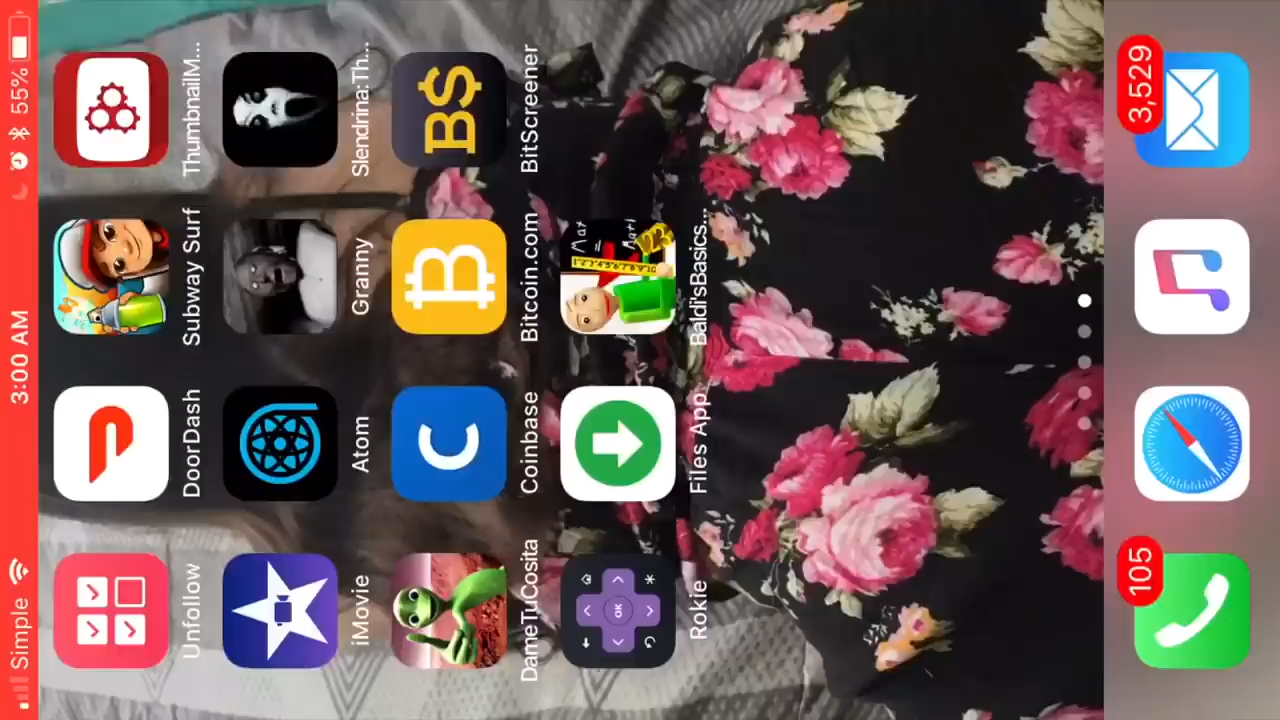 Simple 3:00 AM 55%
Unfollow DoorDash Subway Surf ThumbnailM...
iMovie Atom Granny Slendrina:Th...
B$
DameTuCosita Coinbase Bitcoin.com BitScreener
OK
Rokie Files App Baldi'sBasics...
105 3,529